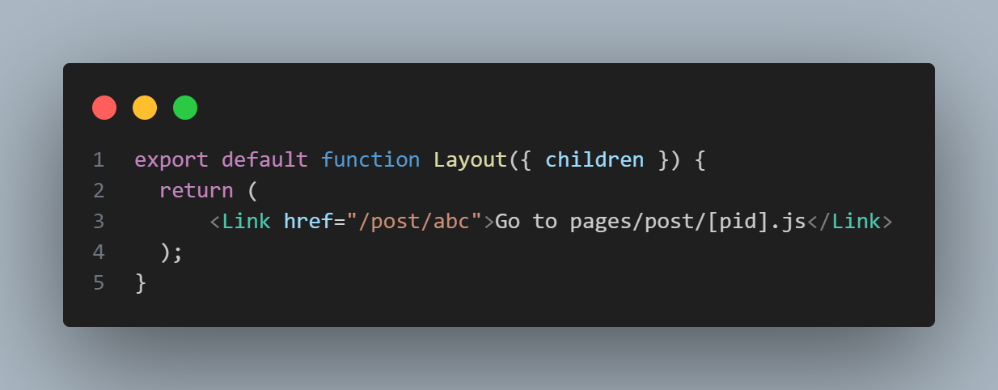 1 export default function Layout({ children }) {
2   return (
3       <Link href="/post/abc">Go to pages/post/[pid].js</Link>
4   );
5 }